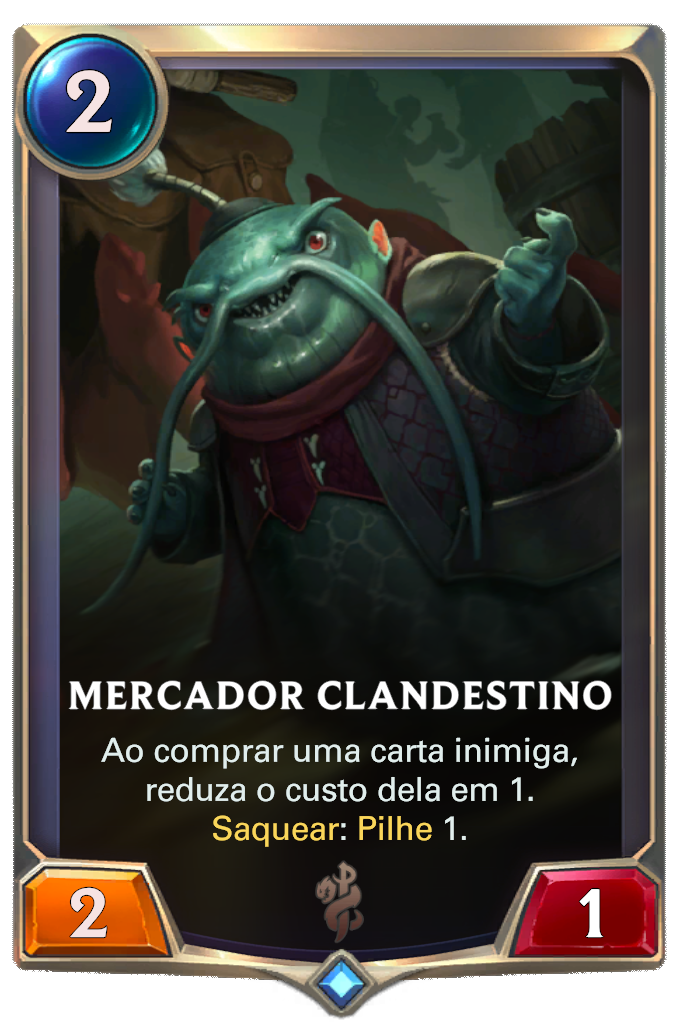 2
MERCADOR CLANDESTINO
Ao comprar uma carta inimiga,
reduza o custo dela em 1.
Saquear: Pilhe 1.
2
1